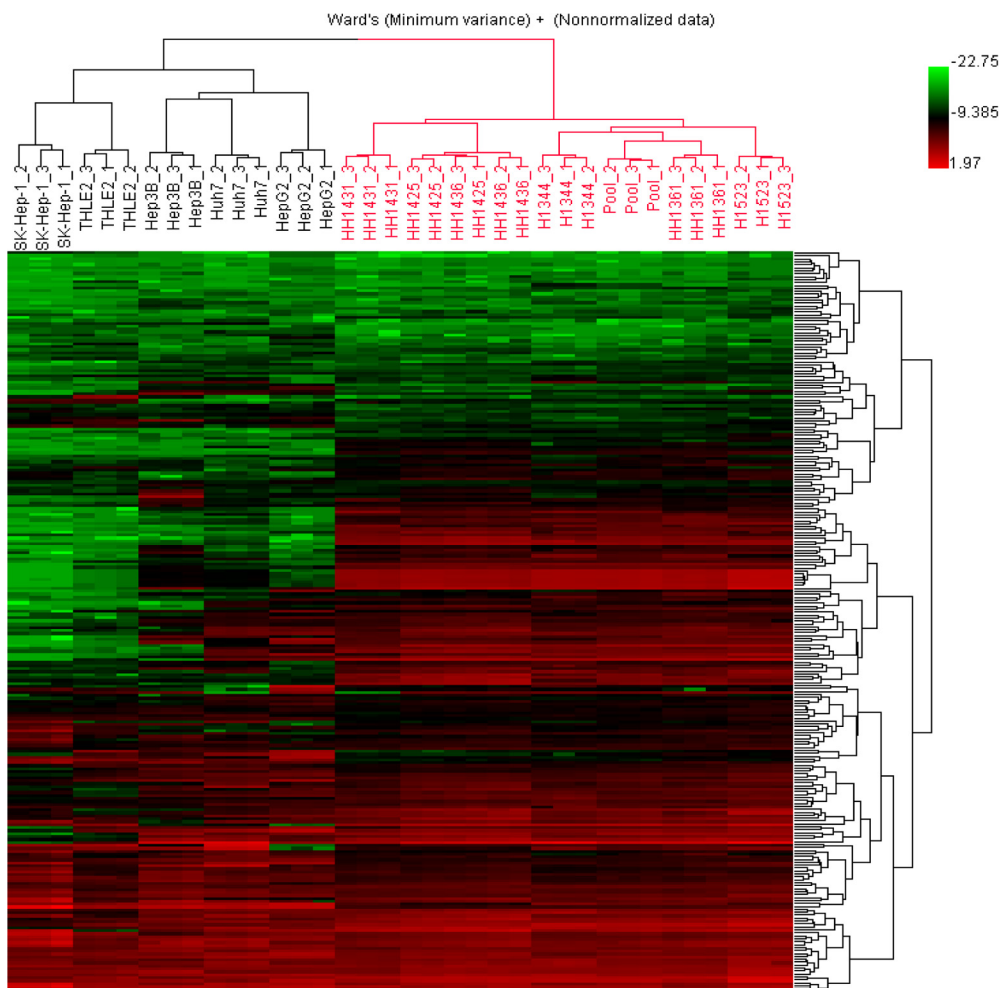 Ward's (Minimum variance) + (Nonnormalized data)
-22.75
-9.385
1.97
SK-Hep-1_2
SK-Hep-1_3
SK-Hep-1_1
THLE2_3
THLE2_1
THLE2_2
Hep3B_2
Hep3B_3
Hep3B_1
Huh7_2
Huh7_3
Huh7_1
HepG2_3
HepG2_2
HepG2_1
HH1431_3
HH1431_2
HH1431_1
HH1425_3
HH1425_2
HH1436_3
HH1425_1
HH1436_2
HH1436_1
H1344_3
H1344_1
H1344_2
Pool_2
Pool_3
Pool_1
HH1361_3
HH1361_2
HH1361_1
H1523_2
H1523_1
H1523_3